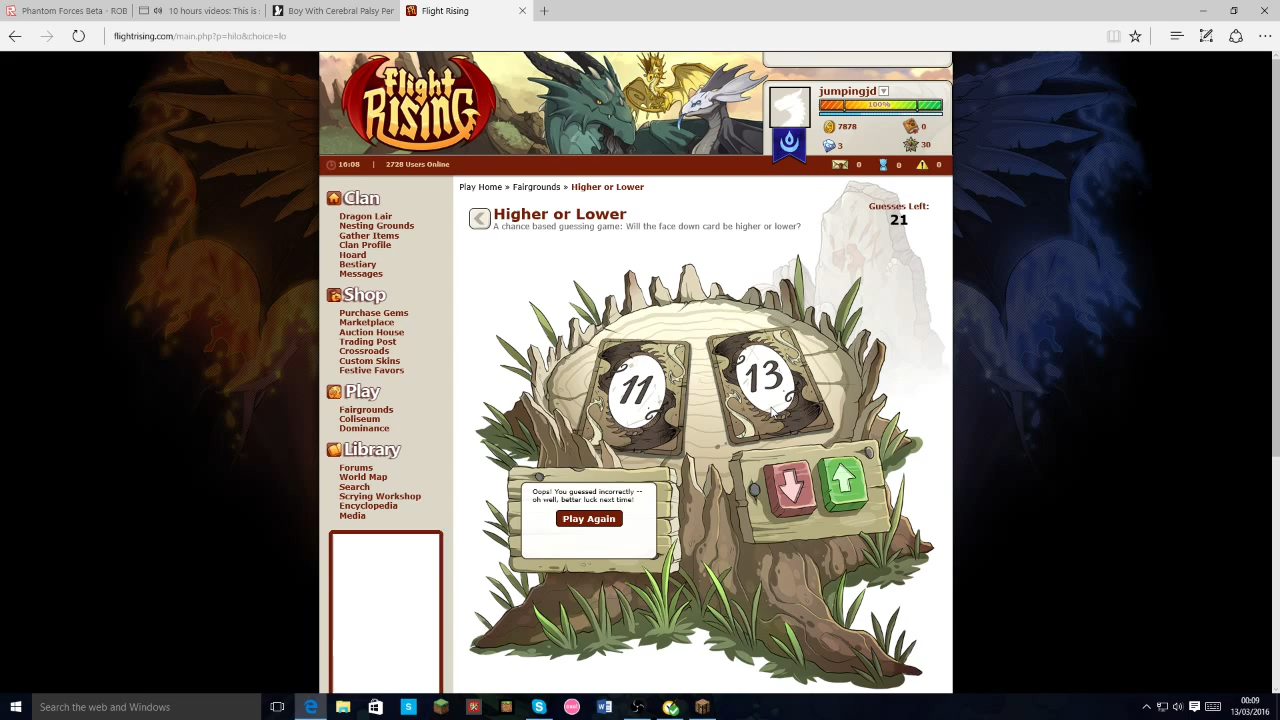 Phantom Forces Beta - ROB
10 hours videos: This is
Boy With Cerebral Palsy Per
Flight Rising
flightrising.com/main.php?p=hilo&choice=lo
Flight
RISING
jumpingjd
100%
7878
0
3
30
16:08 | 2728 Users Online
0
0
0
Clan
Dragon Lair
Nesting Grounds
Gather Items
Clan Profile
Hoard
Bestiary
Messages
Shop
Purchase Gems
Marketplace
Auction House
Trading Post
Crossroads
Custom Skins
Festive Favors
Play
Fairgrounds
Coliseum
Dominance
Library
Forums
World Map
Search
Scrying Workshop
Encyclopedia
Media
Play Home » Fairgrounds » Higher or Lower
Higher or Lower
A chance based guessing game: Will the face down card be higher or lower?
Guesses Left:
21
11
13
Oops! You guessed incorrectly --
oh well, better luck next time!
Play Again
Search the web and Windows
00:09
13/03/2016